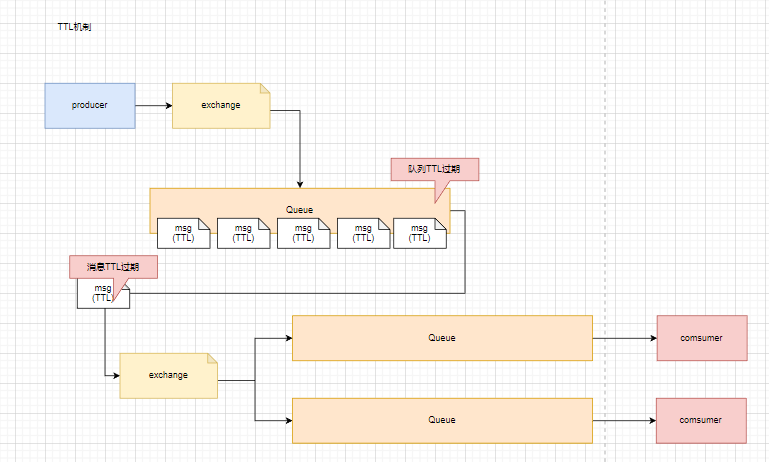 TTL机制
producer
exchange
队列TTL过期
Queue
msg
(TTL)
msg
(TTL)
msg
(TTL)
msg
(TTL)
msg
(TTL)
消息TTL过期
msg
(TTL)
Queue
comsumer
exchange
Queue
comsumer